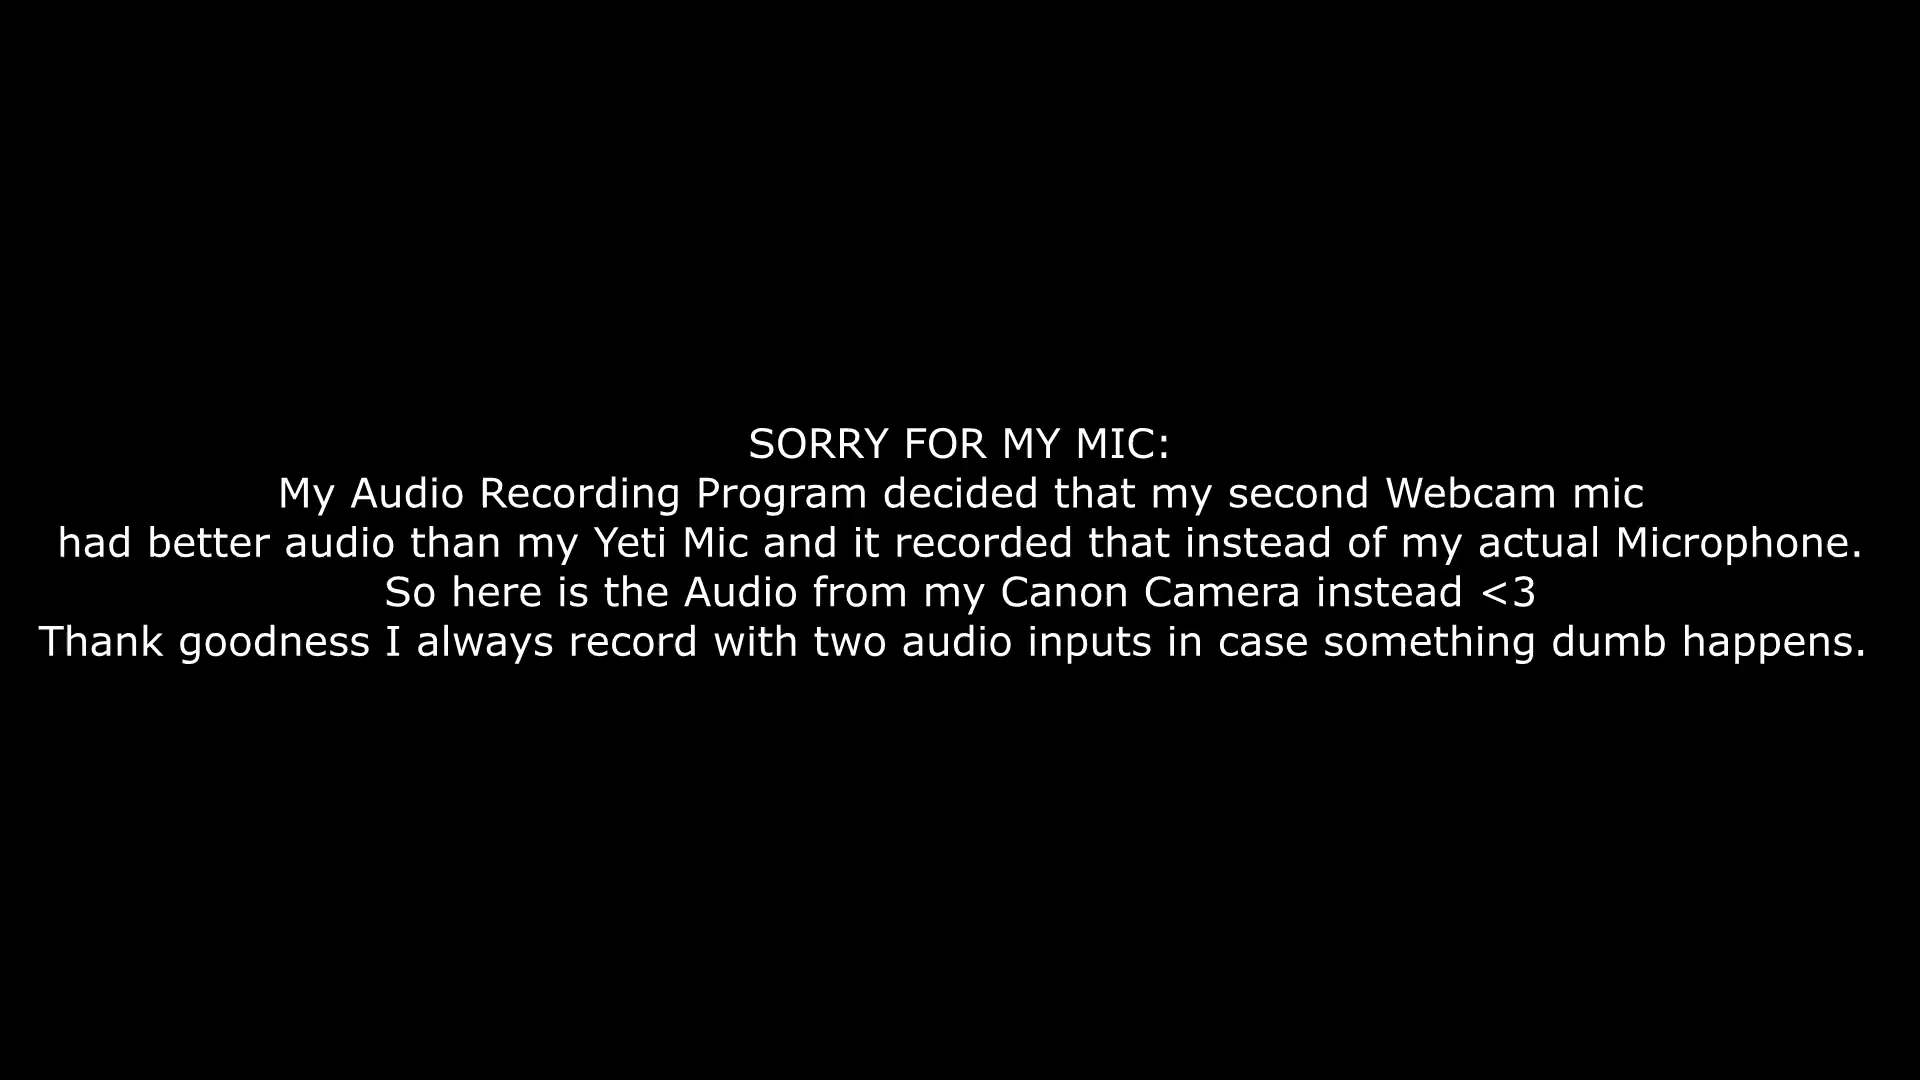 SORRY FOR MY MIC:
My Audio Recording Program decided that my second Webcam mic
had better audio than my Yeti Mic and it recorded that instead of my actual Microphone.
So here is the Audio from my Canon Camera instead <3
Thank goodness I always record with two audio inputs in case something dumb happens.